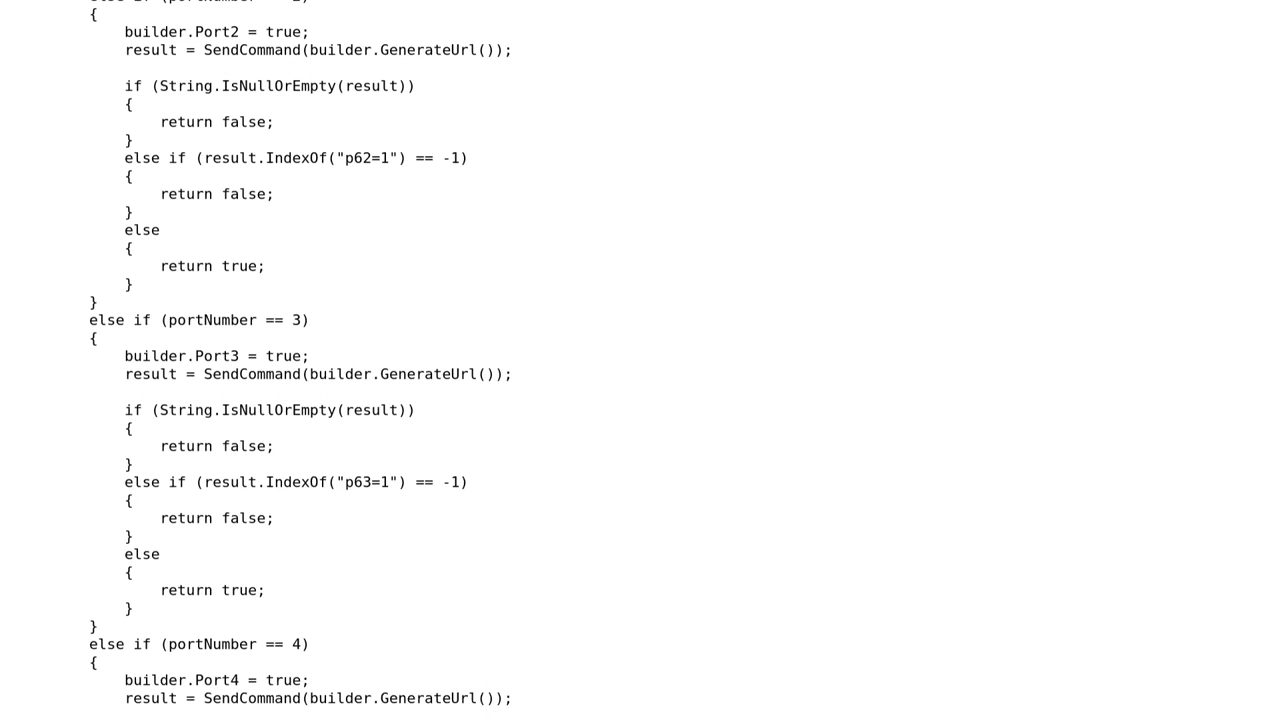 {
builder.Port2 = true;
result = SendCommand(builder.GenerateUrl());
if (String.IsNullOrEmpty(result))
{
return false;
}
else if (result.IndexOf("p62=1") == -1)
{
return false;
}
else
{
return true;
}
}
else if (portNumber == 3)
{
builder.Port3 = true;
result = SendCommand(builder.GenerateUrl());
if (String.IsNullOrEmpty(result))
{
return false;
}
else if (result.IndexOf("p63=1") == -1)
{
return false;
}
else
{
return true;
}
}
else if (portNumber == 4)
{
builder.Port4 = true;
result = SendCommand(builder.GenerateUrl());